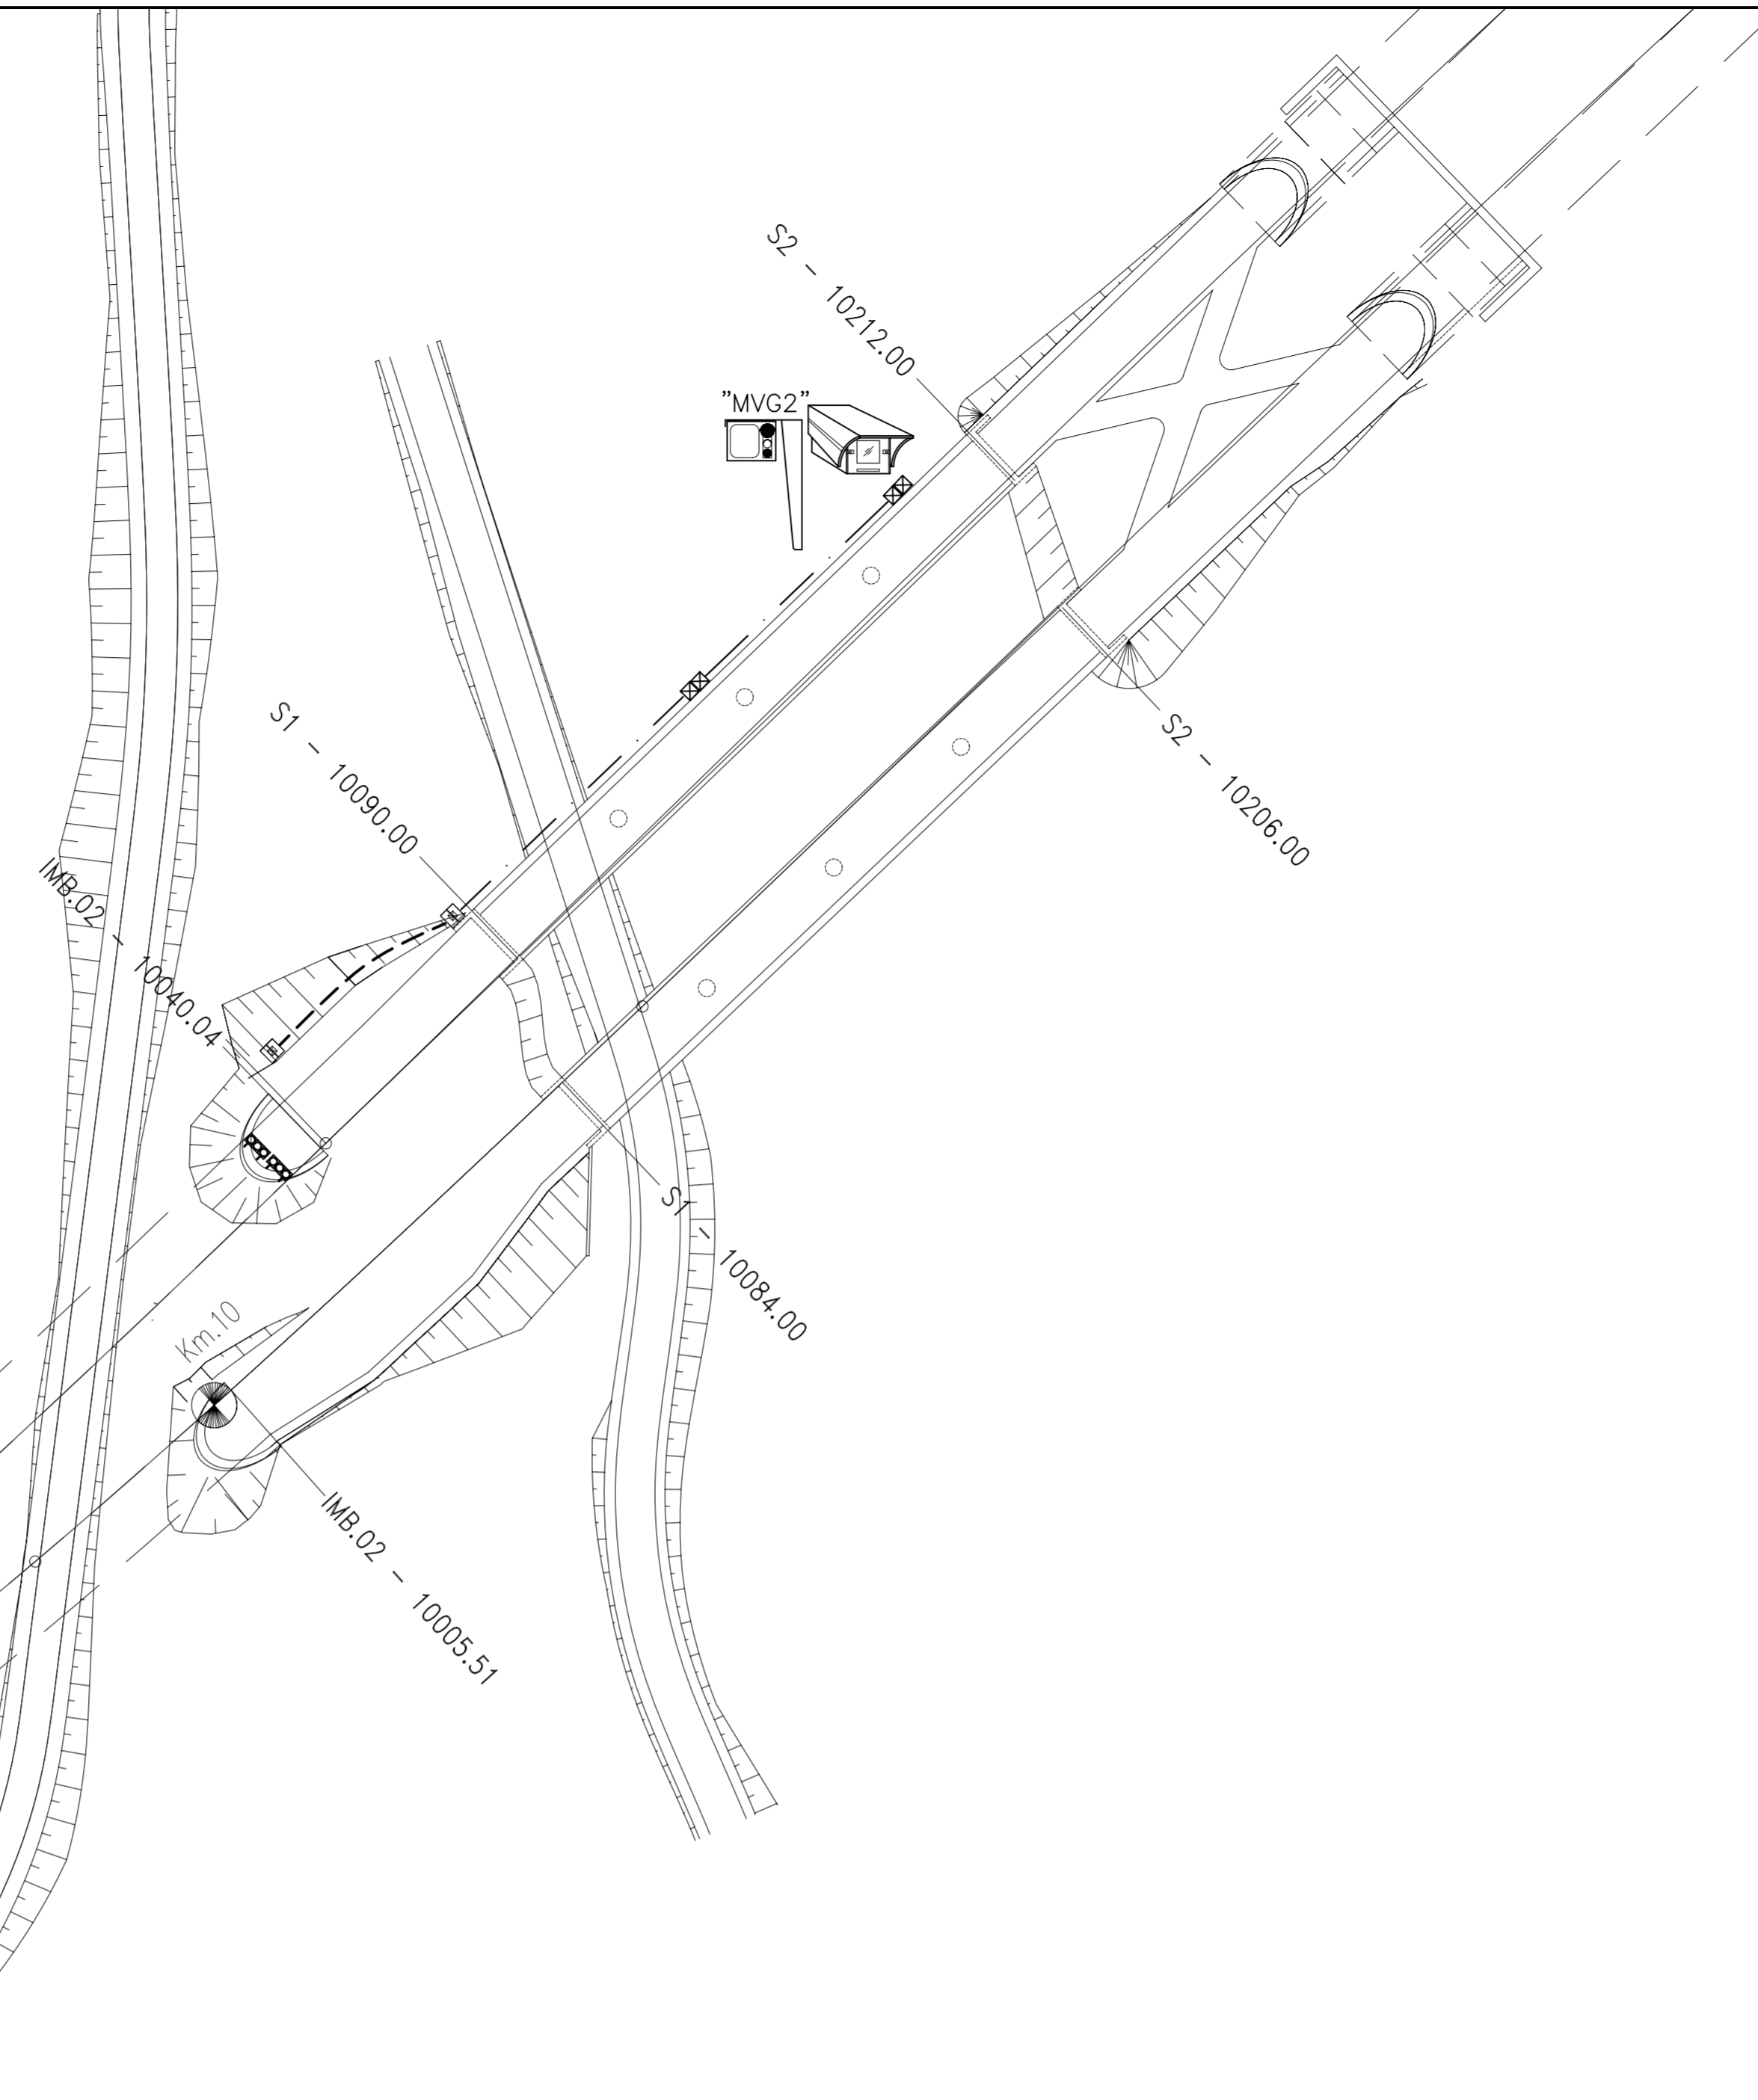 S2 - 10212.00
"MVG2"
S1 - 10090.00
S2 - 10206.00
IMB.02 - 10040.04
S1 - 10084.00
Km.10
IMB.02 - 10005.51